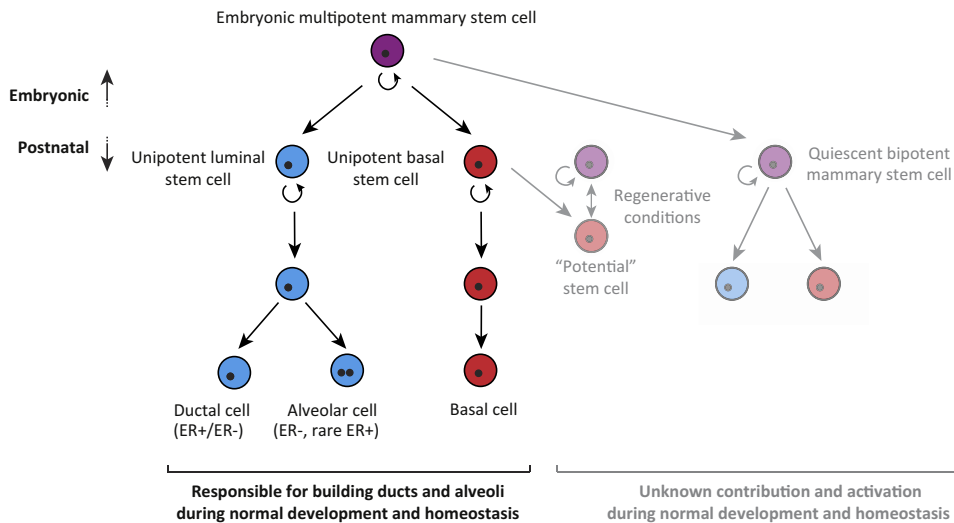 Embryonic multipotent mammary stem cell
Embryonic
Postnatal
Unipotent luminal
stem cell
Unipotent basal
stem cell
Quiescent bipotent
mammary stem cell
Regenerative
conditions
“Potential”
stem cell
Ductal cell
(ER+/ER-)
Alveolar cell
(ER-, rare ER+)
Basal cell
Responsible for building ducts and alveoli
during normal development and homeostasis
Unknown contribution and activation
during normal development and homeostasis